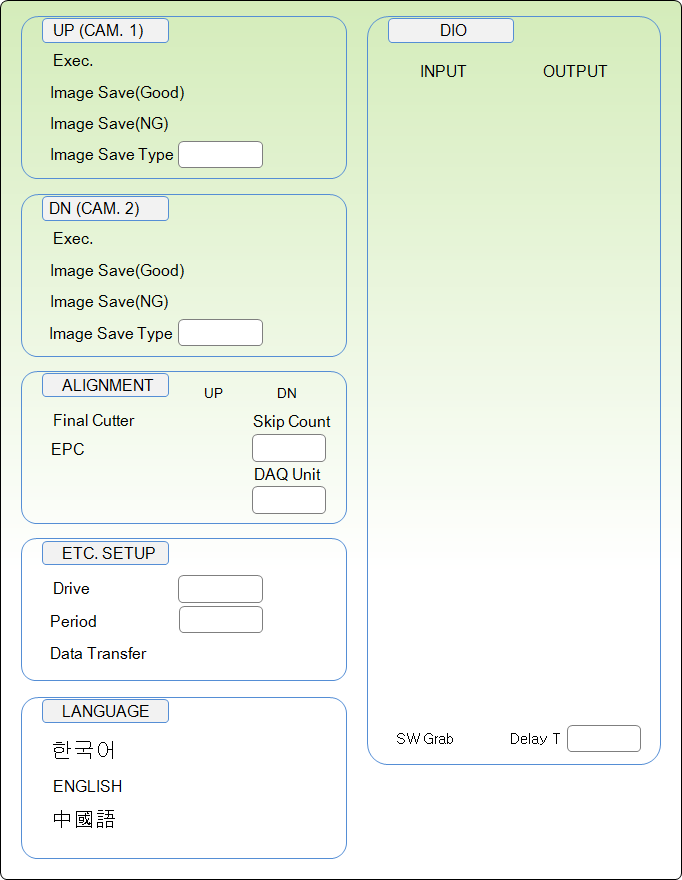 UP (CAM. 1)
Exec.
Image Save(Good)
Image Save(NG)
Image Save Type
DN (CAM. 2)
Exec.
Image Save(Good)
Image Save(NG)
Image Save Type
ALIGNMENT
UP DN
Final Cutter Skip Count
EPC
DAQ Unit
ETC. SETUP
Drive
Period
Data Transfer
LANGUAGE
한국어
ENGLISH
中國語
DIO
INPUT OUTPUT
SW Grab Delay T